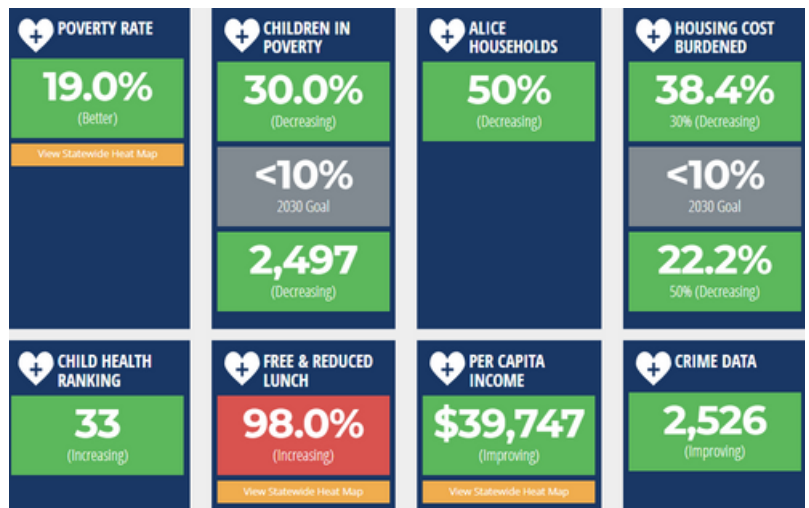 POVERTY RATE
19.0%
(Better)
View Statewide Heat Map
CHILDREN IN
POVERTY
30.0%
(Decreasing)
<10%
2030 Goal
2,497
(Decreasing)
ALICE
HOUSEHOLDS
50%
(Decreasing)
HOUSING COST
BURDENED
38.4%
30% (Decreasing)
<10%
2030 Goal
22.2%
50% (Decreasing)
CHILD HEALTH
RANKING
33
(Increasing)
FREE & REDUCED
LUNCH
98.0%
(Increasing)
View Statewide Heat Map
PER CAPITA
INCOME
$39,747
(Improving)
View Statewide Heat Map
CRIME DATA
2,526
(Improving)